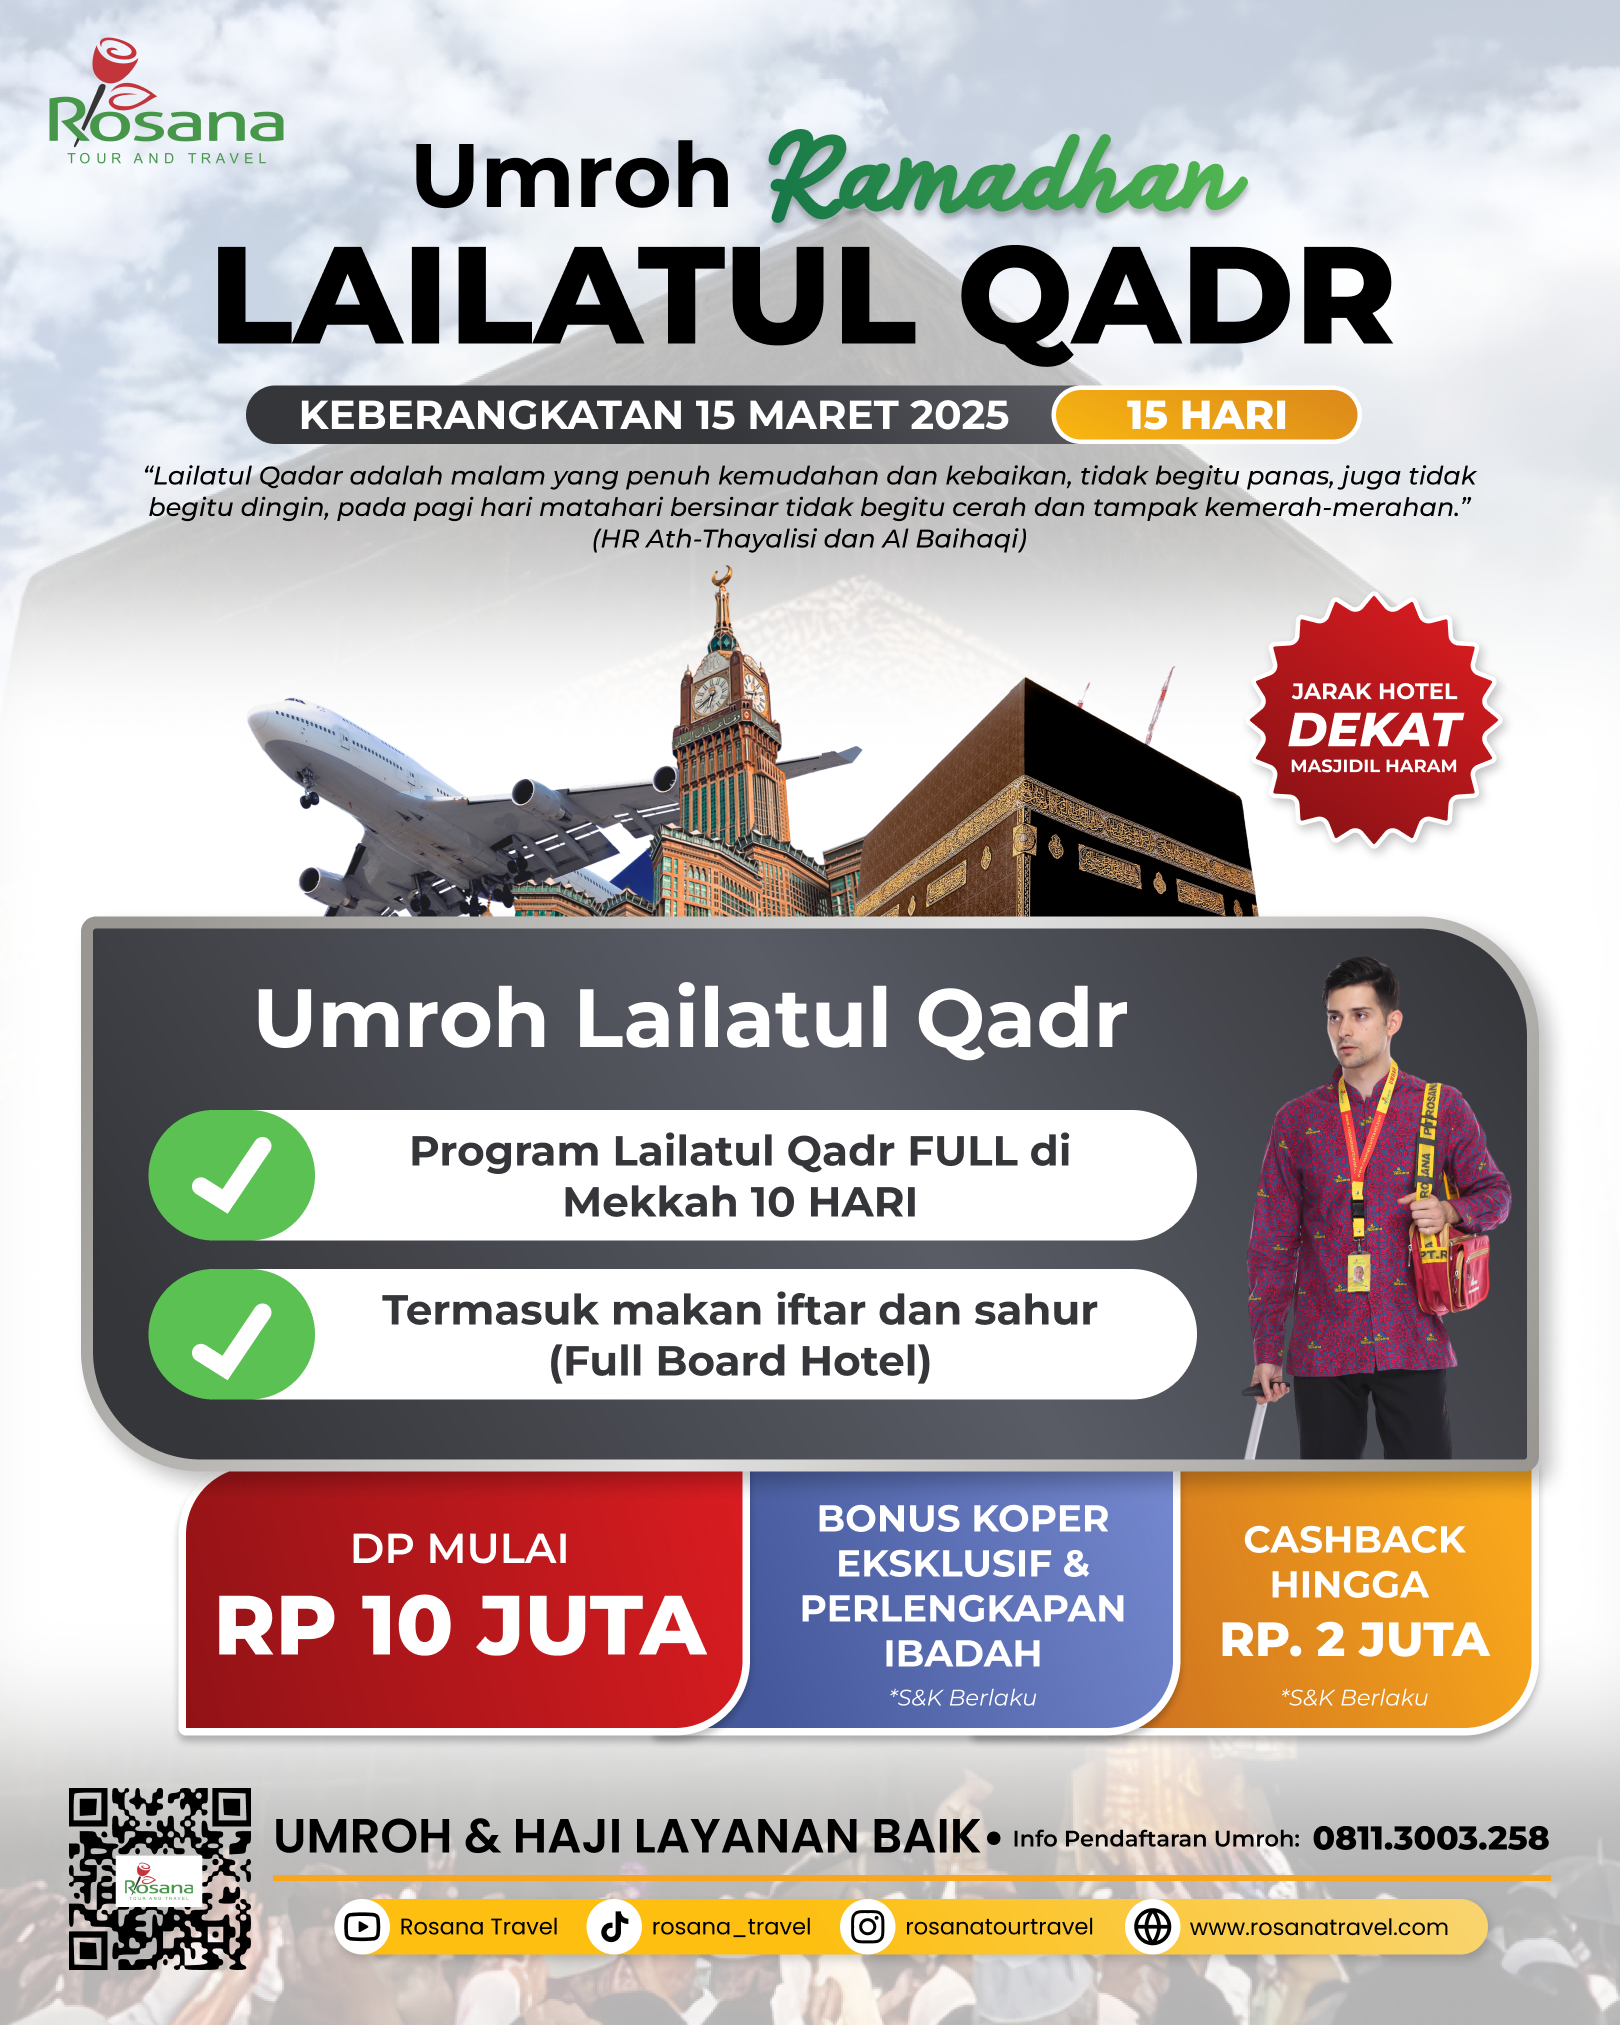 Rosana
TOUR AND TRAVEL
Umroh Ramadhan
LAILATUL QADR
KEBERANGKATAN 15 MARET 2025
15 HARI
“Lailatul Qadar adalah malam yang penuh kemudahan dan kebaikan, tidak begitu panas, juga tidak
begitu dingin, pada pagi hari matahari bersinar tidak begitu cerah dan tampak kemerah-merahan.”
(HR Ath-Thayalisi dan Al Baihaqi)
JARAK HOTEL
DEKAT
MASJIDIL HARAM
Umroh Lailatul Qadr
Program Lailatul Qadr FULL di
Mekkah 10 HARI
Termasuk makan iftar dan sahur
(Full Board Hotel)
DP MULAI
RP 10 JUTA
BONUS KOPER
EKSKLUSIF &
PERLENGKAPAN
IBADAH
*S&K Berlaku
CASHBACK
HINGGA
RP. 2 JUTA
*S&K Berlaku
Rosana
TOUR AND TRAVEL
UMROH & HAJI LAYANAN BAIK • Info Pendaftaran Umroh: 0811.3003.258
Rosana Travel
rosana_travel
rosanatourtravel
www.rosanatravel.com